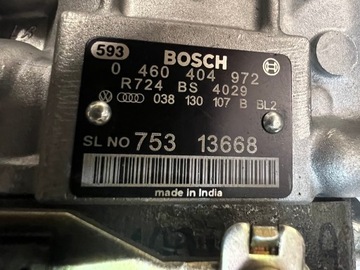 593 BOSCH
0 460 404 972
R724 BS 4029
038 130 107 B BL2
SL NO 753 13668
made in India